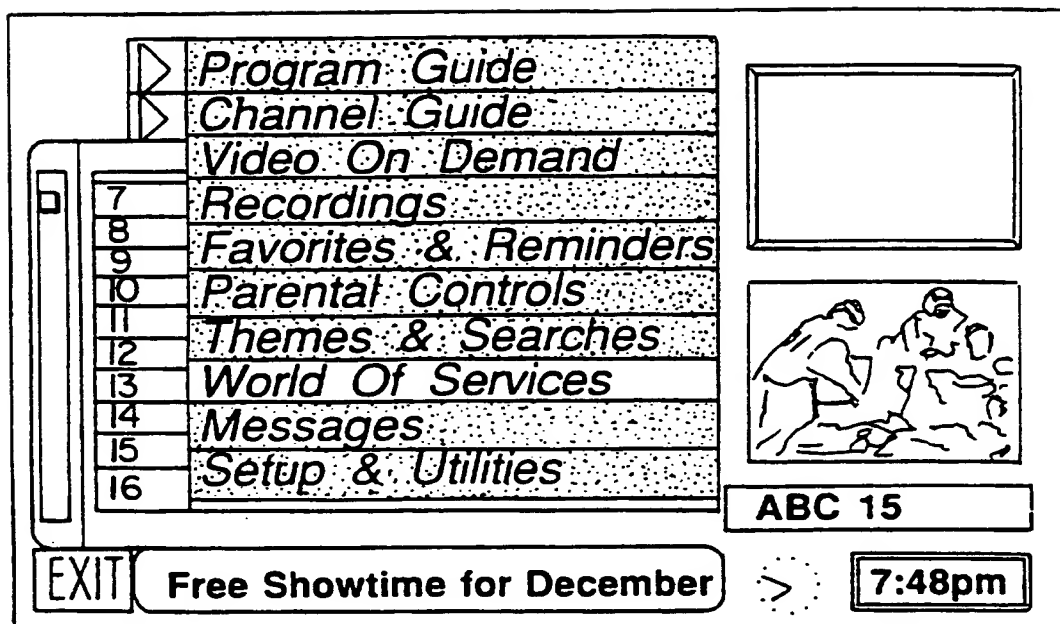 Program Guide
Channel Guide
Video On Demand
7 Recordings
8
9 Favorites & Reminders
10 Parental Controls
11
12 Themes & Searches
13 World Of Services
14 Messages
15
16 Setup & Utilities
ABC 15
EXIT Free Showtime for December
7:48pm